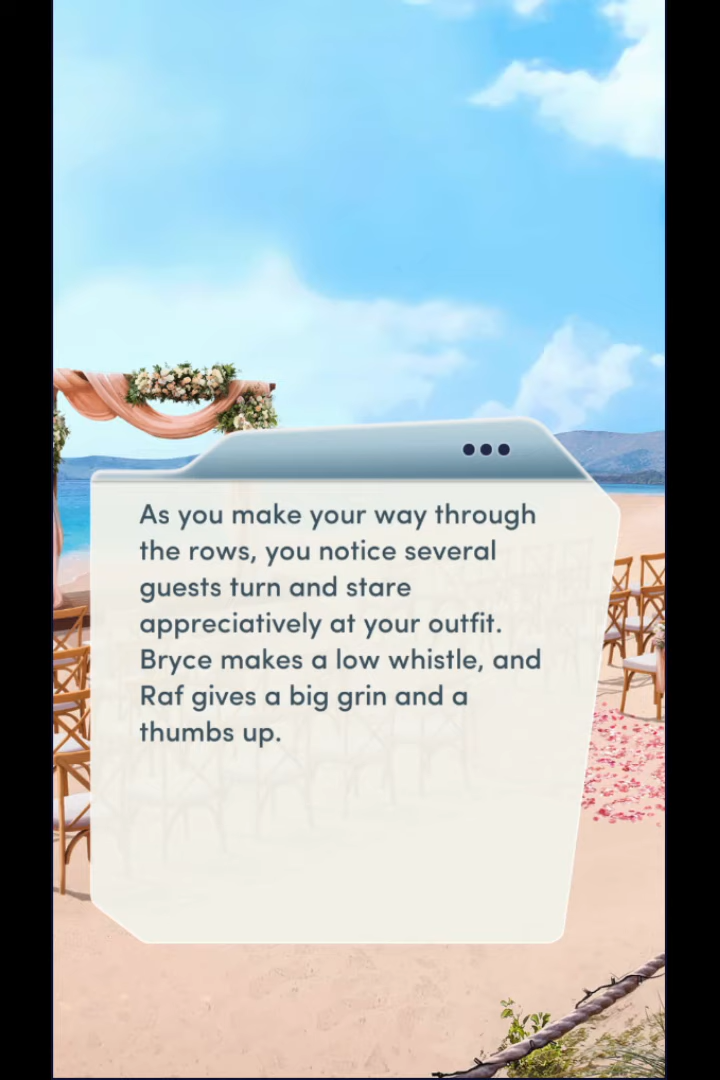 As you make your way through
the rows, you notice several
guests turn and stare
appreciatively at your outfit.
Bryce makes a low whistle, and
Raf gives a big grin and a
thumbs up.